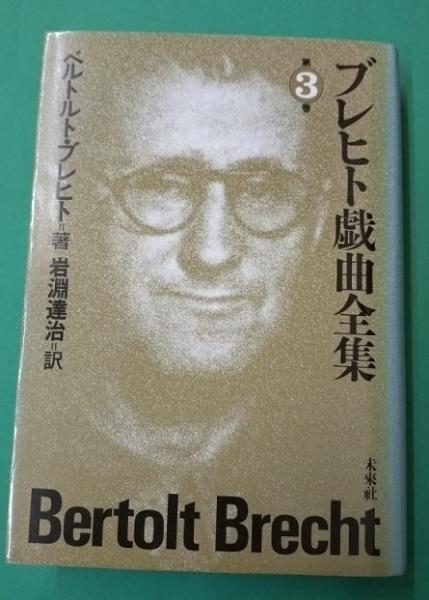 ブレヒト戯曲全集
第3巻
ベルトルト・ブレヒト=著 岩淵達治=訳
未來社
Bertolt Brecht